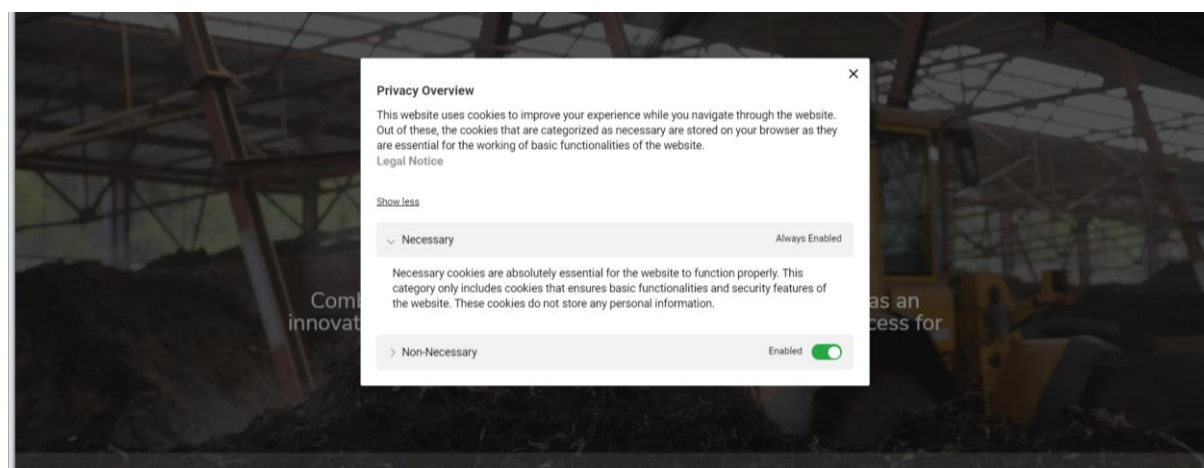 Privacy Overview
This website uses cookies to improve your experience while you navigate through the website.
Out of these, the cookies that are categorized as necessary are stored on your browser as they
are essential for the working of basic functionalities of the website.
Legal Notice
Show less
Necessary
Always Enabled
Necessary cookies are absolutely essential for the website to function properly. This
category only includes cookies that ensures basic functionalities and security features of
the website. These cookies do not store any personal information.
as an
for
Non-Necessary
Enabled